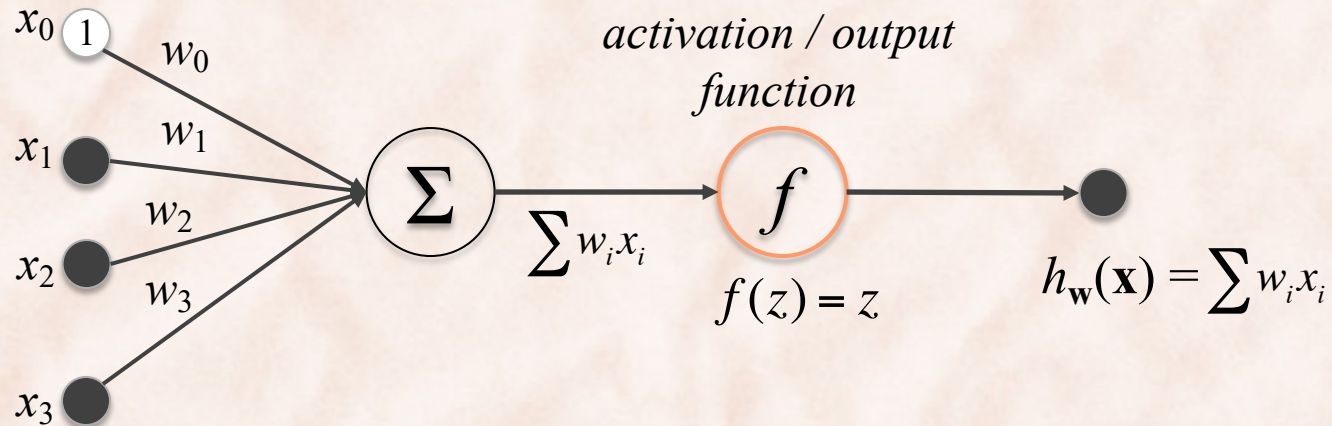 x₀ 1
w₀
activation / output
function
x₁
w₁
w₂
x₂
w₃
x₃
Σ
∑wᵢxᵢ
f
f(z) = z
h𝐰(𝐱) = ∑wᵢxᵢ